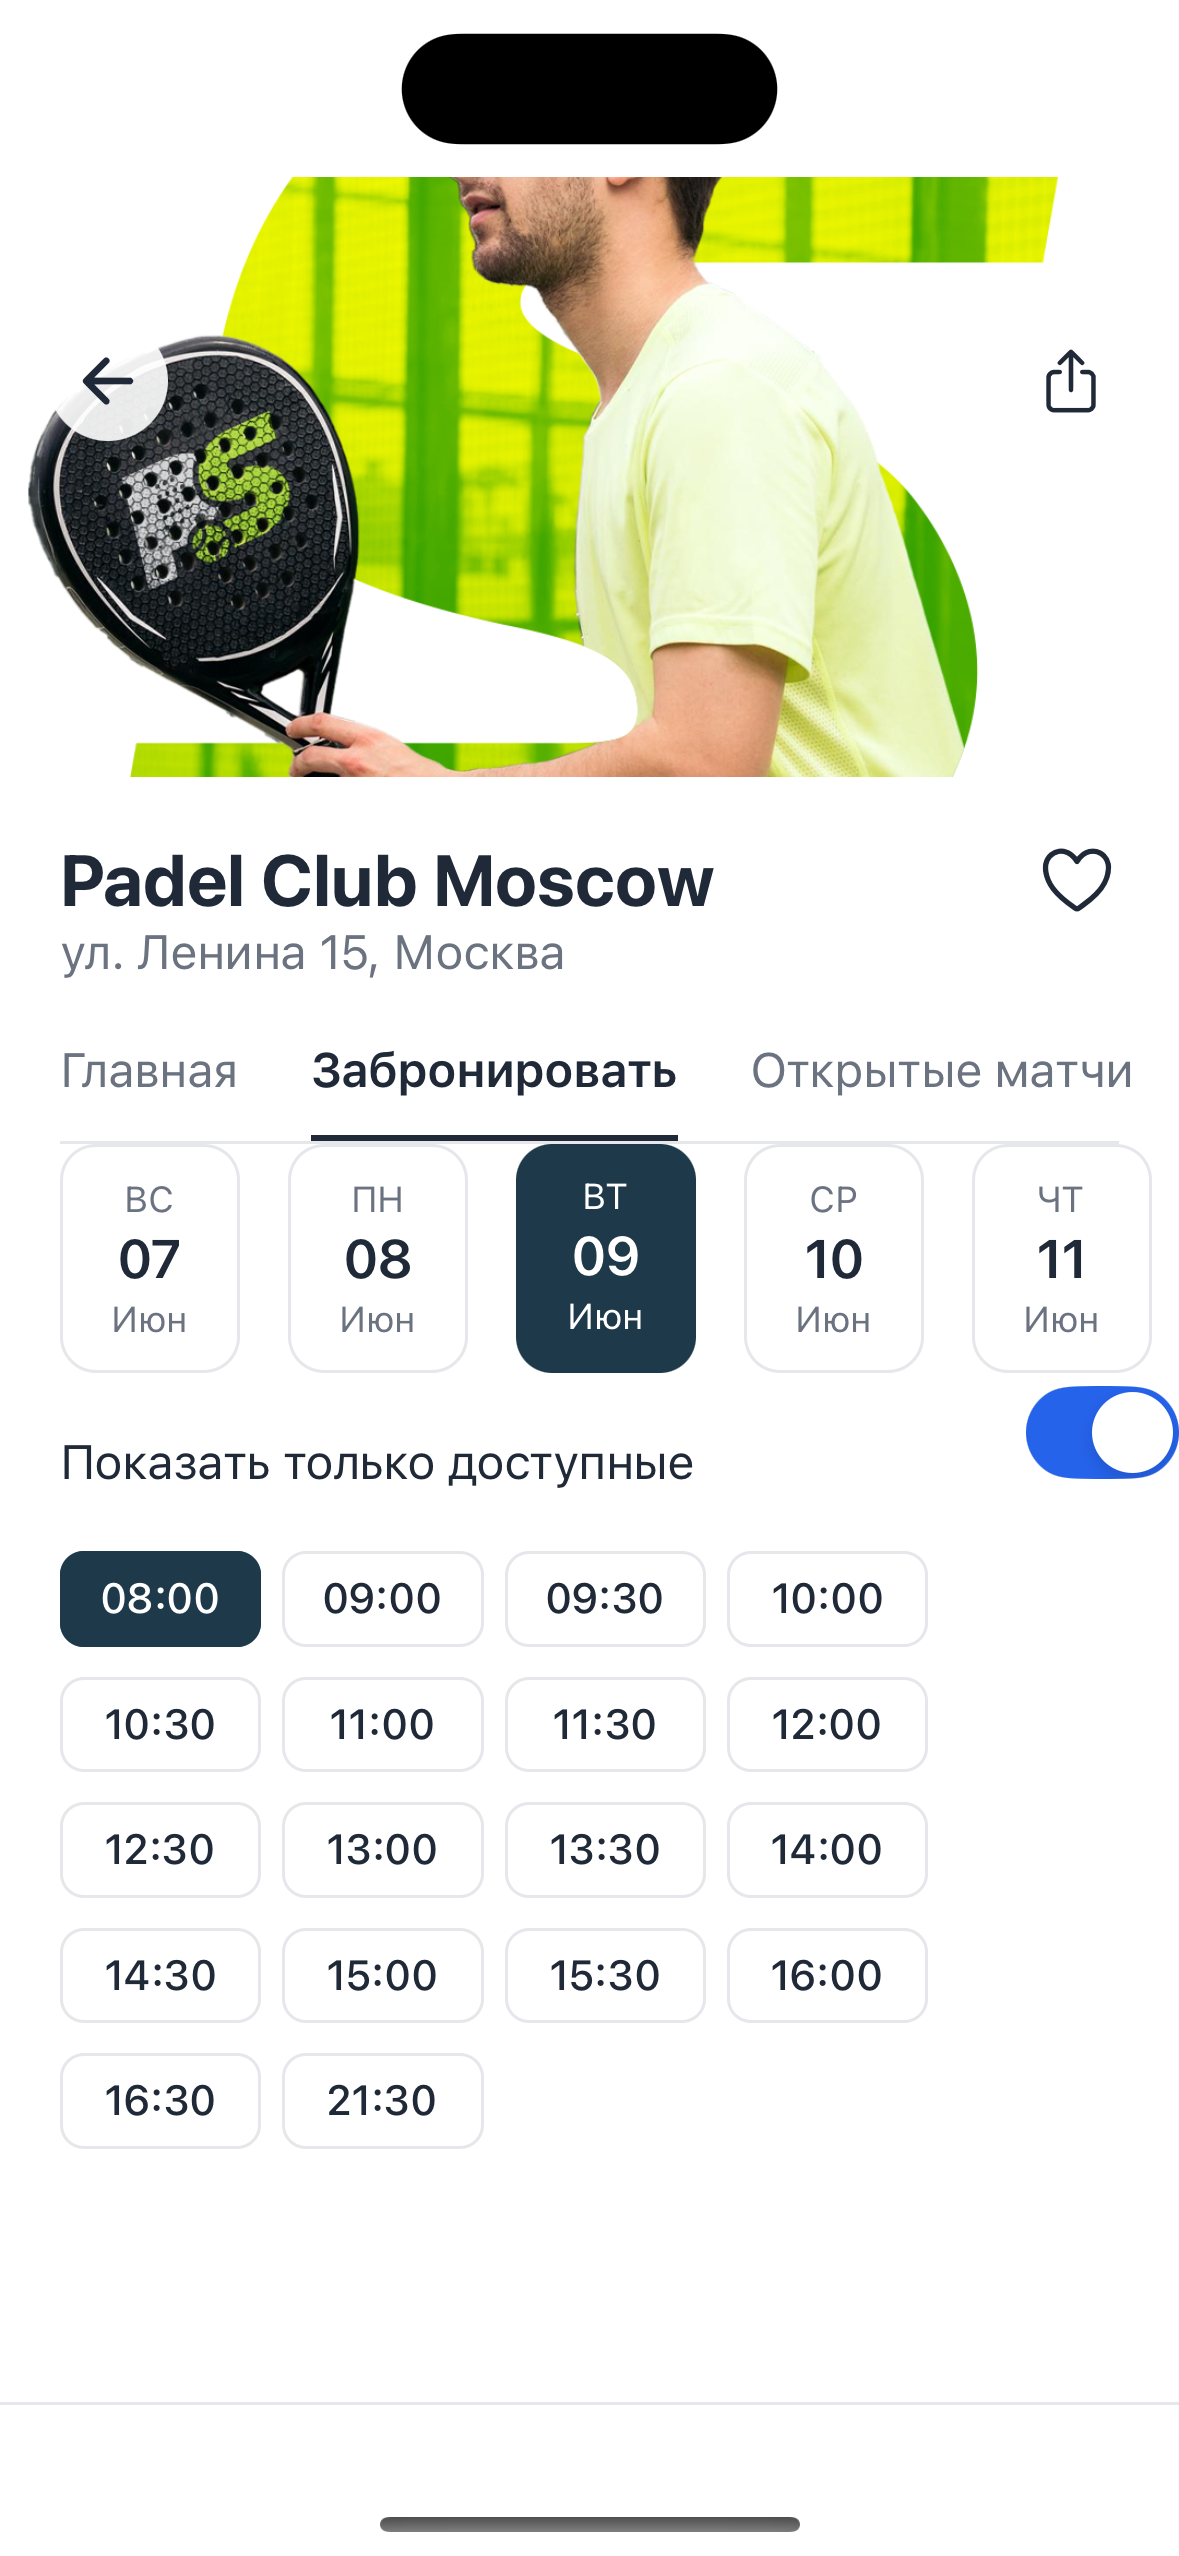 PS
Padel Club Moscow
ул. Ленина 15, Москва
Главная Забронировать Открытые матчи
ВС ПН ВТ СР ЧТ
07 08 09 10 11
Июн Июн Июн Июн Июн
Показать только доступные
08:00 09:00 09:30 10:00
10:30 11:00 11:30 12:00
12:30 13:00 13:30 14:00
14:30 15:00 15:30 16:00
16:30 21:30